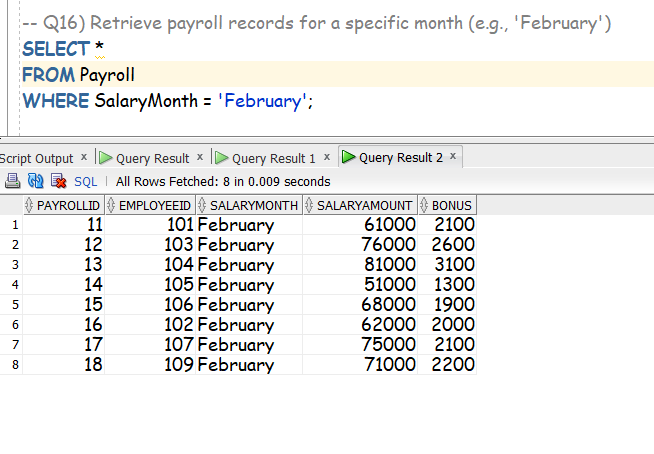 -- Q16) Retrieve payroll records for a specific month (e.g., 'February')
SELECT *
FROM Payroll
WHERE SalaryMonth = 'February';
Script Output x Query Result x Query Result 1 x Query Result 2 x
SQL All Rows Fetched: 8 in 0.009 seconds
PAYROLLID EMPLOYEEID SALARYMONTH SALARYAMOUNT BONUS
1 11 101 February 61000 2100
2 12 103 February 76000 2600
3 13 104 February 81000 3100
4 14 105 February 51000 1300
5 15 106 February 68000 1900
6 16 102 February 62000 2000
7 17 107 February 75000 2100
8 18 109 February 71000 2200